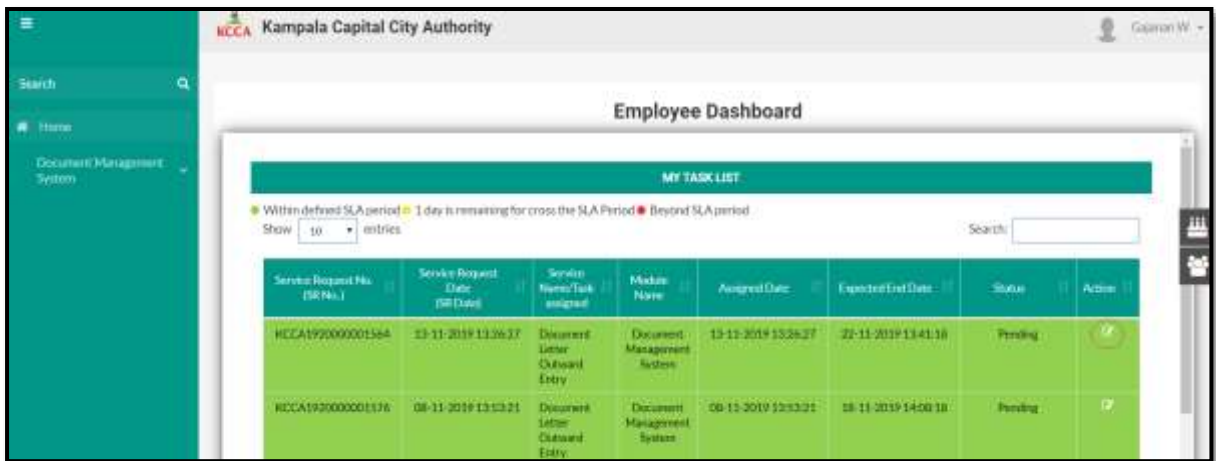 KCCA Kampala Capital City Authority
Gajanan W
Search
Home
Document Management
System
Employee Dashboard
MY TASK LIST
Within defined SLA period 1 day is remaining for cross the SLA Period Beyond SLA period
Show 10 entries
Search:
Service Request No.
(SR No.)
Service Request
Date
(SR Date)
Service
Name/Task
assigned
Module
Name
Assigned Date
Expected End Date
Status
Action
KCCA1920000001564
13-11-2019 13:26:27
Document
Letter
Outward
Entry
Document
Management
System
13-11-2019 13:26:27
22-11-2019 13:41:18
Pending
08-11-2019 13:53:21
Document
Letter
Outward
Entry
Document
Management
System
08-11-2019 13:53:21
18-11-2019 14:08:18
Pending